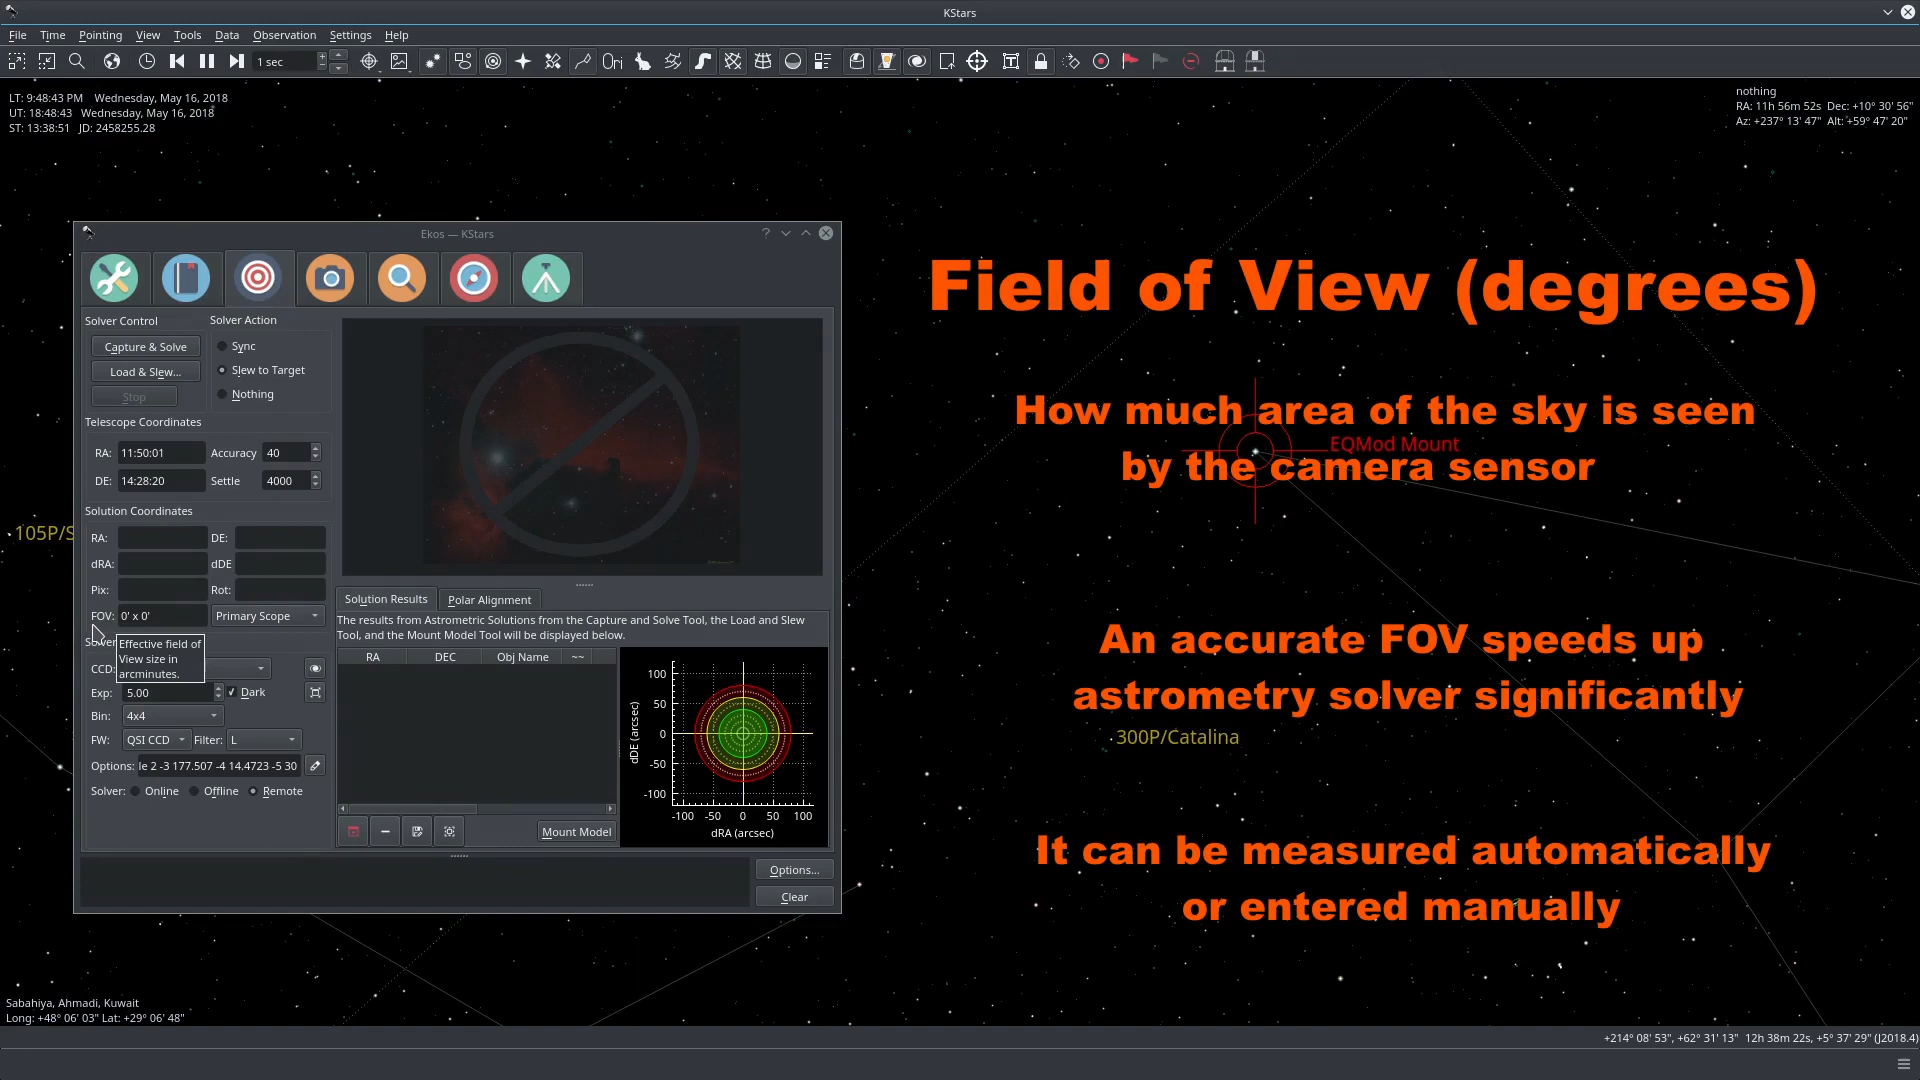 KStars
File Time Pointing View Tools Data Observation Settings Help
1 sec
Ori
LT: 9:48:43 PM Wednesday, May 16, 2018
UT: 18:48:43 Wednesday, May 16, 2018
ST: 13:38:51 JD: 2458255.28
nothing
RA: 11h 56m 52s Dec: +10° 30' 56"
Az: +237° 13' 47" Alt: +59° 47' 20"
Ekos — KStars
Solver Control
Solver Action
Capture & Solve
Load & Slew...
Stop
Sync
Slew to Target
Nothing
Telescope Coordinates
RA: 11:50:01 Accuracy 40
DE: 14:28:20 Settle 4000
Solution Coordinates
RA: DE:
dRA: dDE
Pix: Rot:
FOV: 0' x 0' Primary Scope
Effective field of
View size in
arcminutes.
CCD:
Exp: 5.00 Dark
Bin: 4x4
FW: QSI CCD Filter: L
Options: le 2 -3 177.507 -4 14.4723 -5 30
Solver: Online Offline Remote
Solution Results Polar Alignment
The results from Astrometric Solutions from the Capture and Solve Tool, the Load and Slew
Tool, and the Mount Model Tool will be displayed below.
RA DEC Obj Name ~~
Mount Model
dDE (arcsec)
100
50
0
-50
-100
-100 -50 0 50 100
dRA (arcsec)
Options...
Clear
105P/S
Field of View (degrees)
How much area of the sky is seen
EQMod Mount
by the camera sensor
An accurate FOV speeds up
astrometry solver significantly
300P/Catalina
It can be measured automatically
or entered manually
Sabahiya, Ahmadi, Kuwait
Long: +48° 06' 03" Lat: +29° 06' 48"
+214° 08' 53", +62° 31' 13" 12h 38m 22s, +5° 37' 29" (J2018.4)